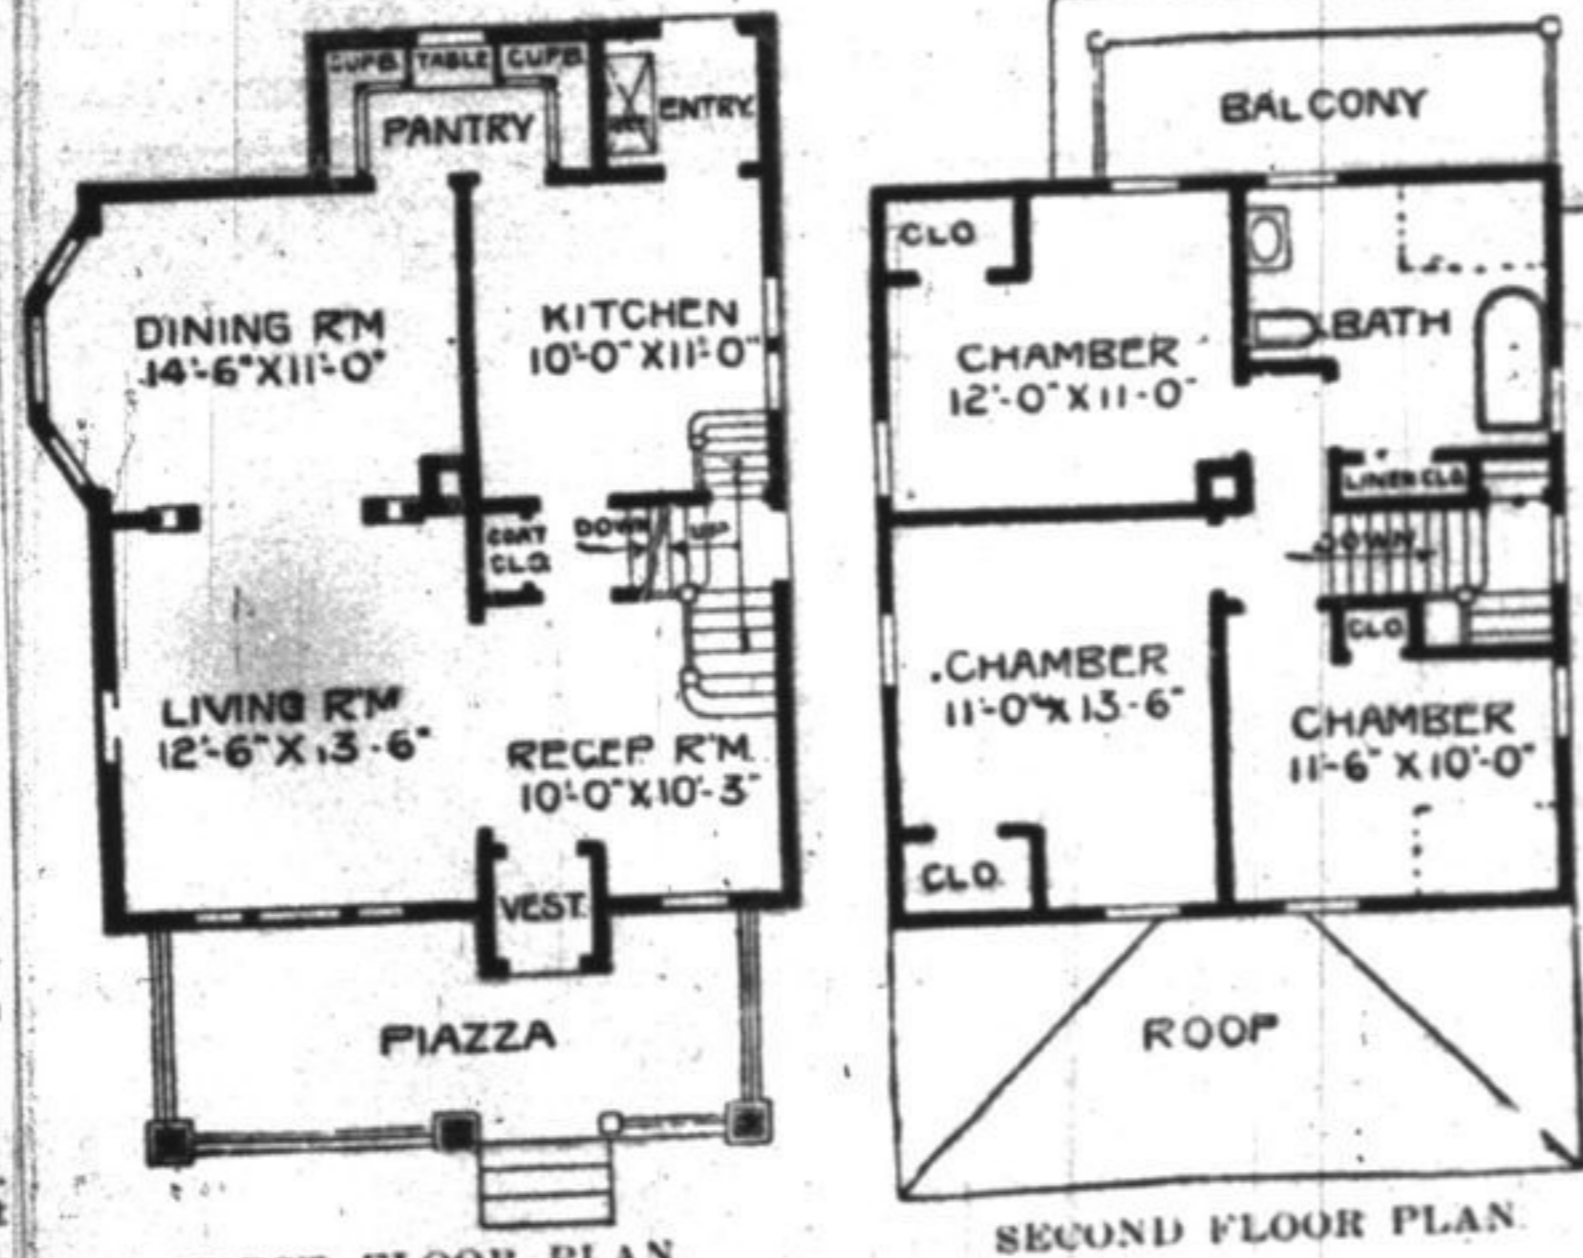 CUPB. TABLE CUPB.
PANTRY
ENTRY.
DINING R'M
14'-6"X11'-0"
KITCHEN
10'-0"X11'-0"
COAT
CLO.
DOWN
UP
LIVING R'M
12'-6"X13-6"
RECEP. R'M.
10'-0"X10'-3"
VEST.
PIAZZA
FLOOR PLAN
BALCONY
CLO.
CHAMBER
12'-0"X11-0"
BATH
LINEN CLO.
DOWN
CHAMBER
11'-0"X13-6"
CLO.
CHAMBER
11'-6"X10'-0"
CLO.
ROOF
SECOND FLOOR PLAN.